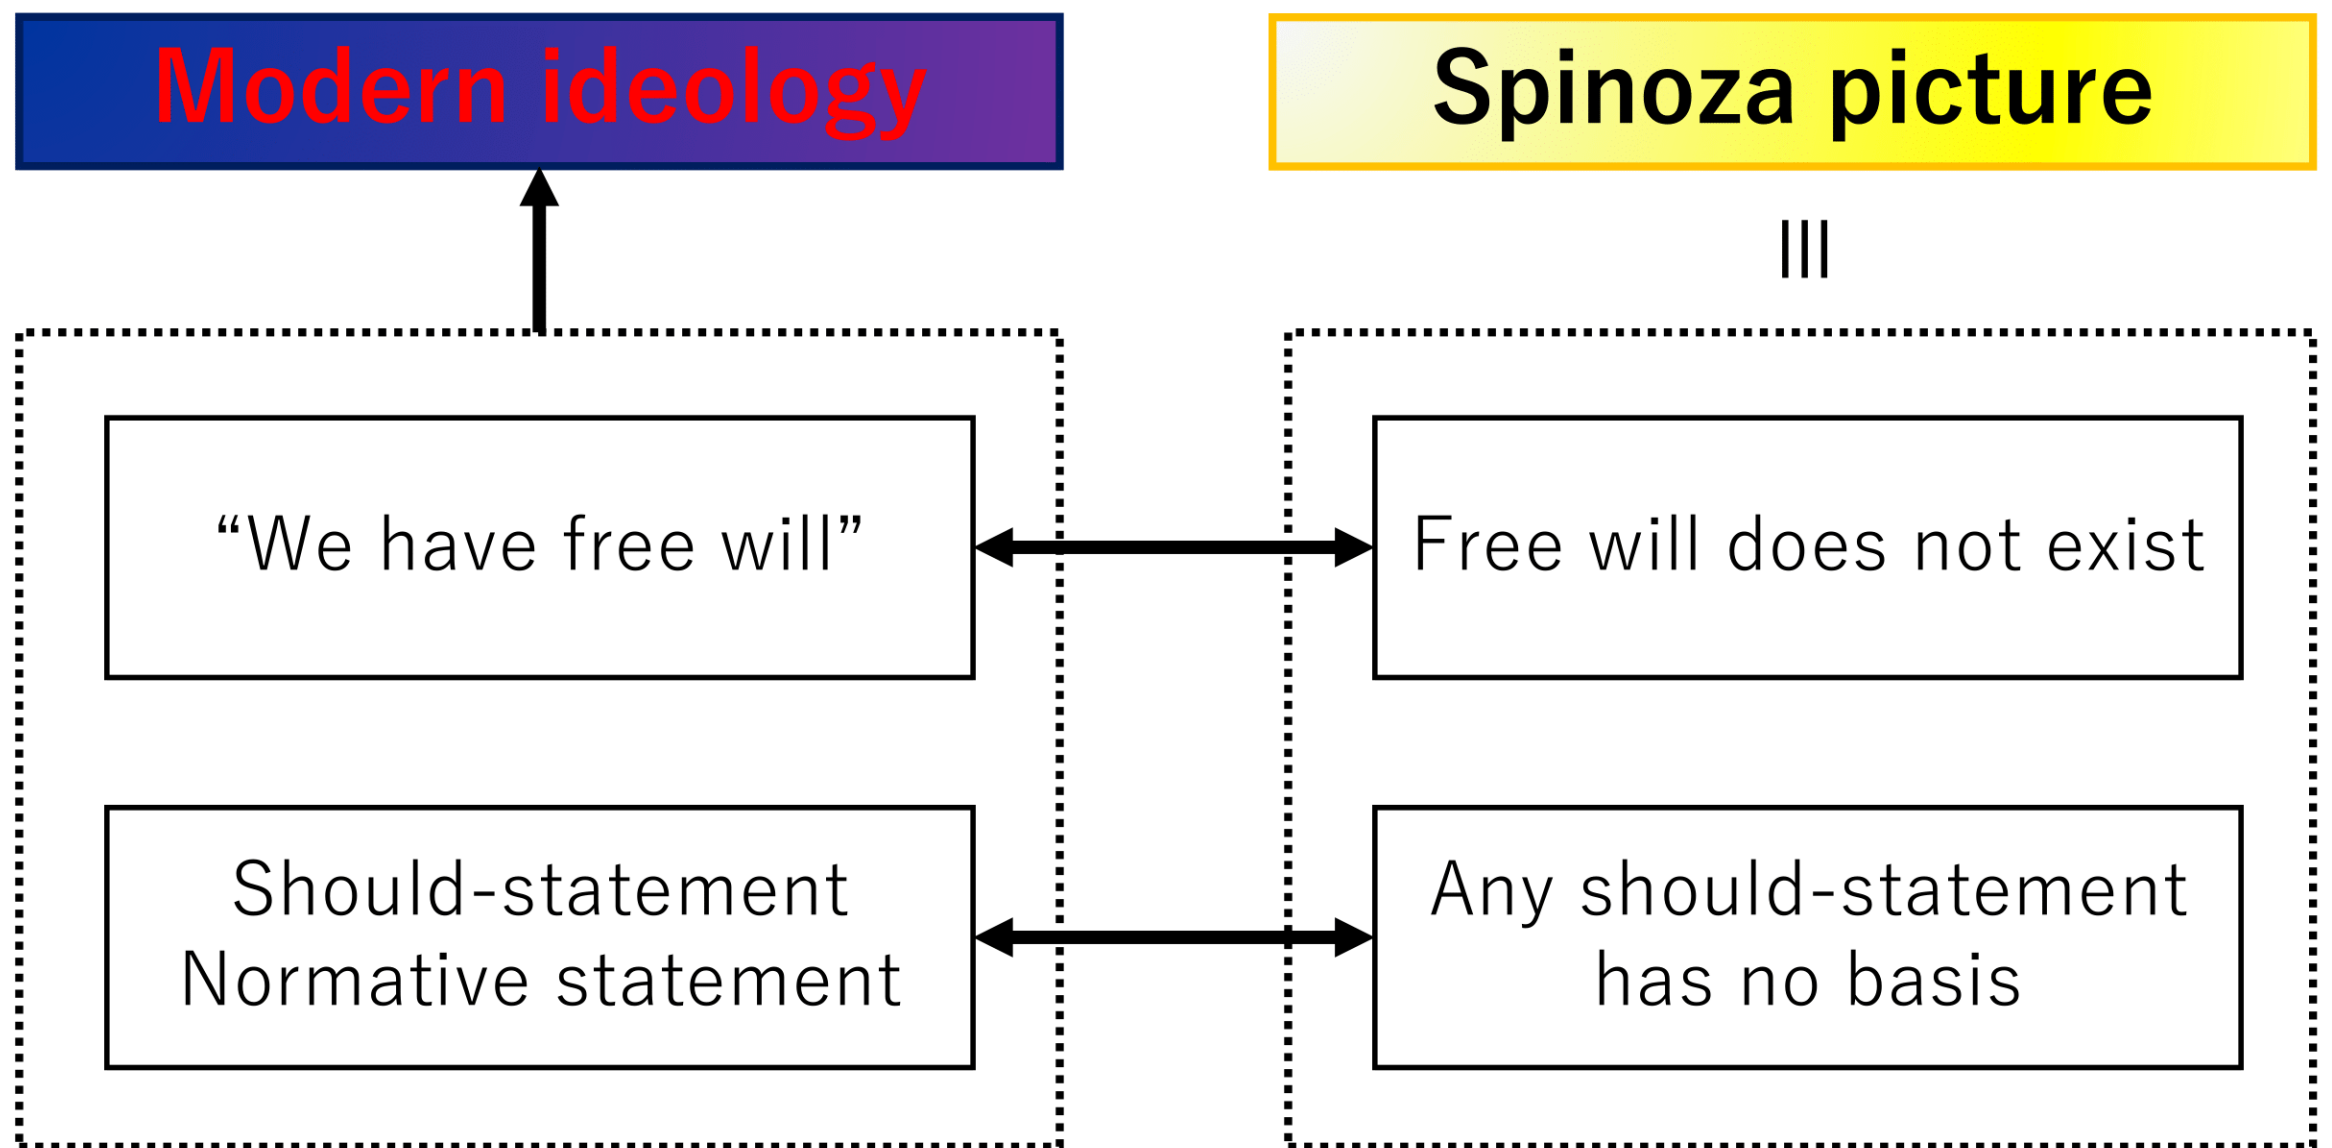 Modern ideology
Spinoza picture
“We have free will”
Free will does not exist
Should-statement
Normative statement
Any should-statement
has no basis